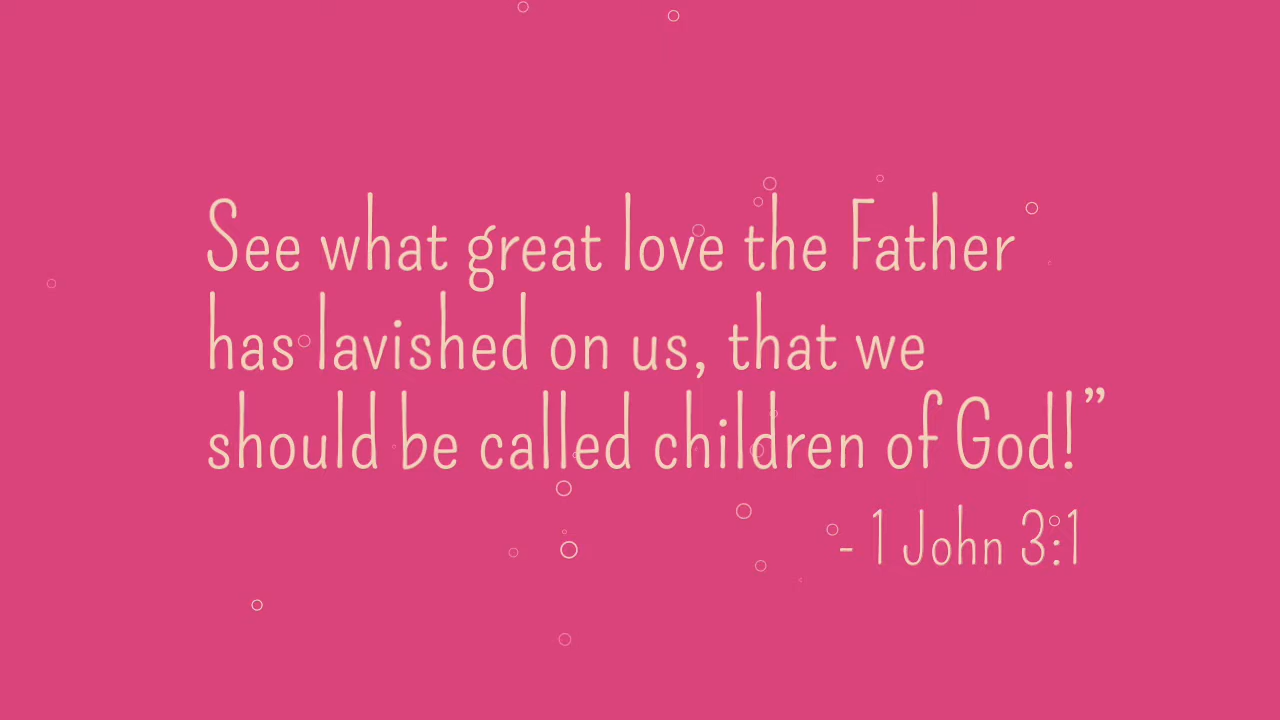 See what great love the Father
has lavished on us, that we
should be called children of God!”
- 1 John 3:1